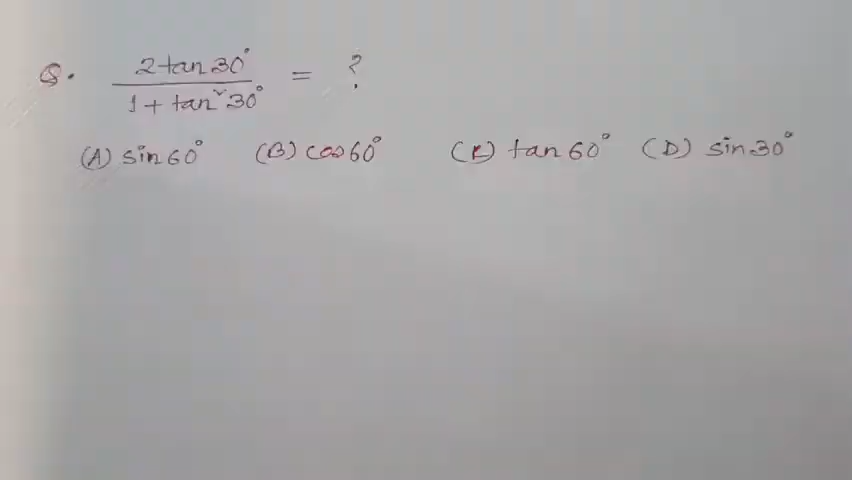 Q. 2tan30° / 1 + tan²30° = ?
(A) sin60° (B) cos60° (C) tan60° (D) sin30°